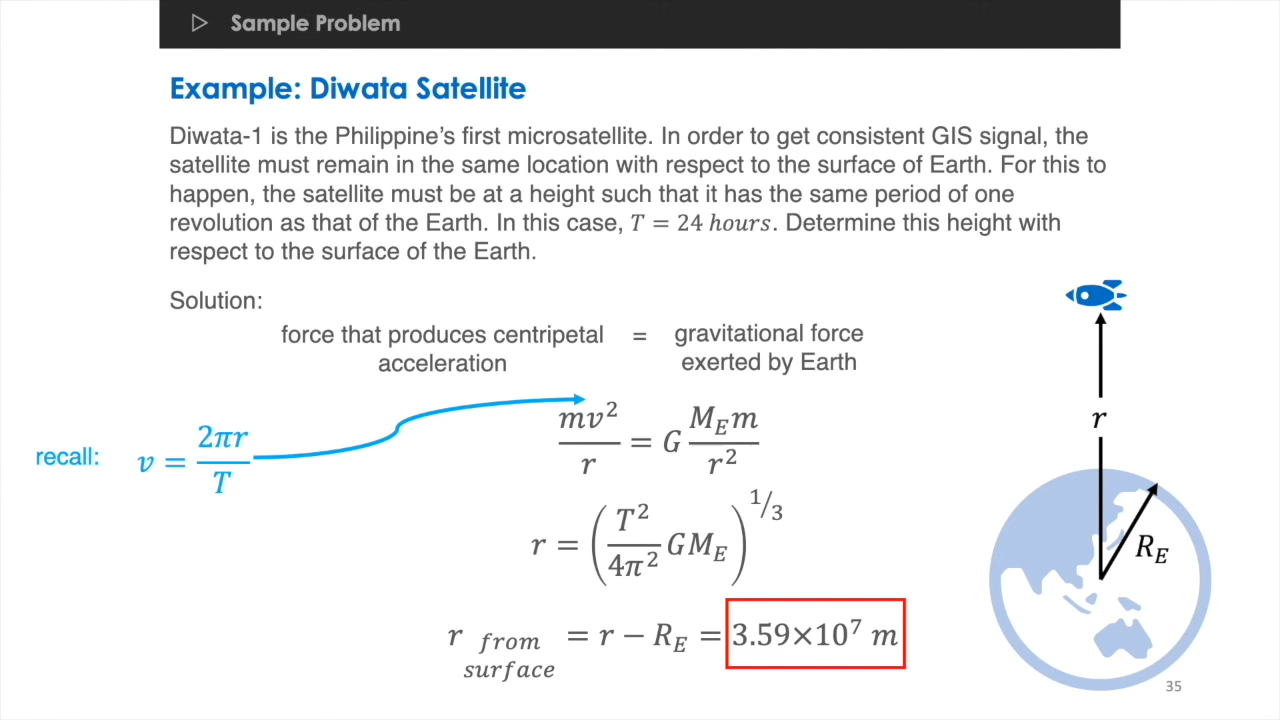 Sample Problem
Example: Diwata Satellite
Diwata-1 is the Philippine's first microsatellite. In order to get consistent GIS signal, the
satellite must remain in the same location with respect to the surface of Earth. For this to
happen, the satellite must be at a height such that it has the same period of one
revolution as that of the Earth. In this case, T = 24 hours. Determine this height with
respect to the surface of the Earth.
Solution:
force that produces centripetal = gravitational force
acceleration exerted by Earth
recall: v = 2πr/T
mv²/r = G M_E m/r²
r = (T²/4π² GM_E)^1/3
r from surface = r − R_E = 3.59×10⁷ m
r
R_E
35